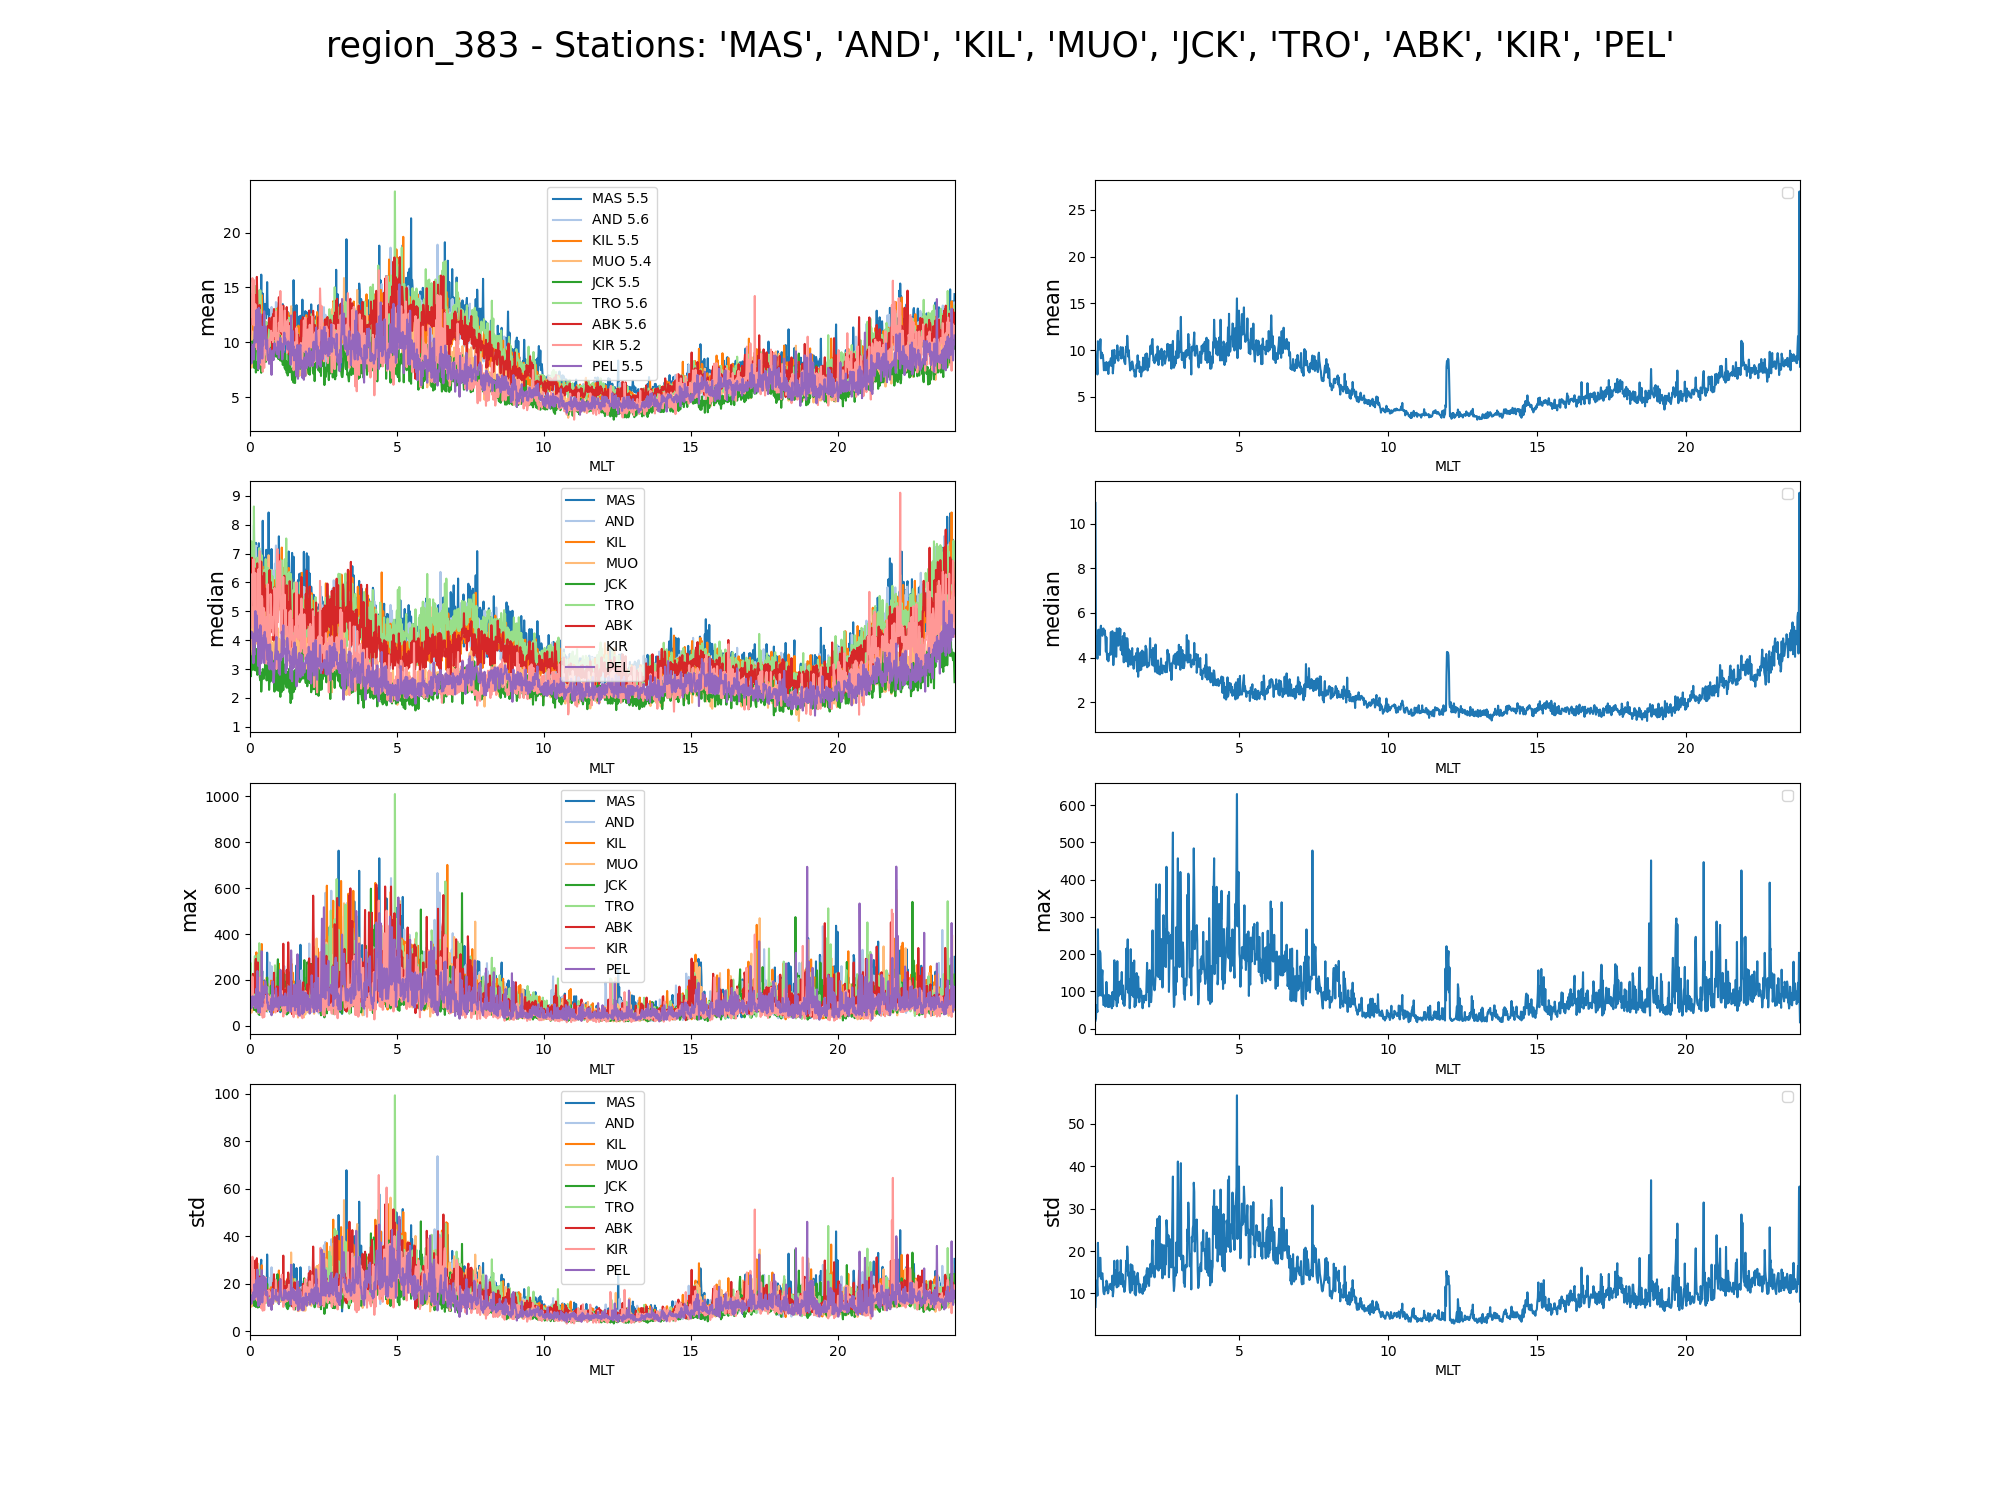 region_383 - Stations: 'MAS', 'AND', 'KIL', 'MUO', 'JCK', 'TRO', 'ABK', 'KIR', 'PEL'
mean
20
15
10
5
MAS 5.5
AND 5.6
KIL 5.5
MUO 5.4
JCK 5.5
TRO 5.6
ABK 5.6
KIR 5.2
PEL 5.5
0 5 10 15 20
MLT
mean
25
20
15
10
5
5 10 15 20
MLT
median
9
8
7
6
5
4
3
2
1
MAS
AND
KIL
MUO
JCK
TRO
ABK
KIR
PEL
0 5 10 15 20
MLT
median
10
8
6
4
2
5 10 15 20
MLT
max
1000
800
600
400
200
0
MAS
AND
KIL
MUO
JCK
TRO
ABK
KIR
PEL
0 5 10 15 20
MLT
max
600
500
400
300
200
100
0
5 10 15 20
MLT
std
100
80
60
40
20
0
MAS
AND
KIL
MUO
JCK
TRO
ABK
KIR
PEL
0 5 10 15 20
MLT
std
50
40
30
20
10
5 10 15 20
MLT